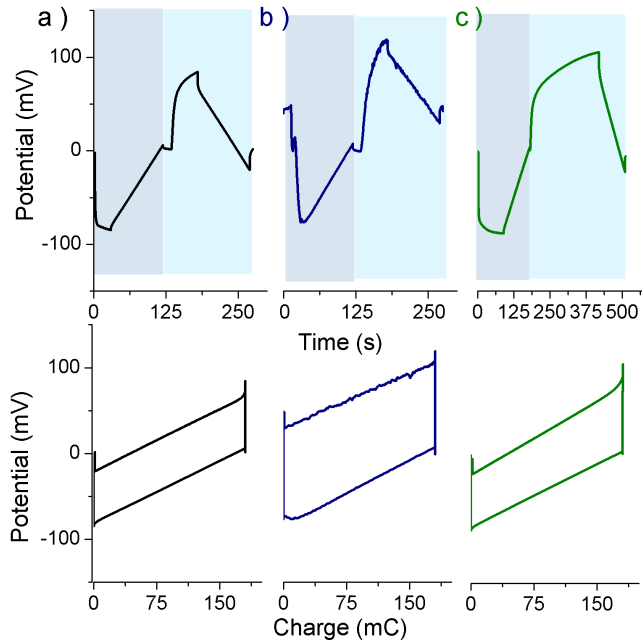 a ) b ) c )
100
0
-100
Potential (mV)
0 125 250 0 125 250 0 125 250 375 500
Time (s)
100
0
-100
Potential (mV)
0 75 150 0 75 150 0 75 150
Charge (mC)